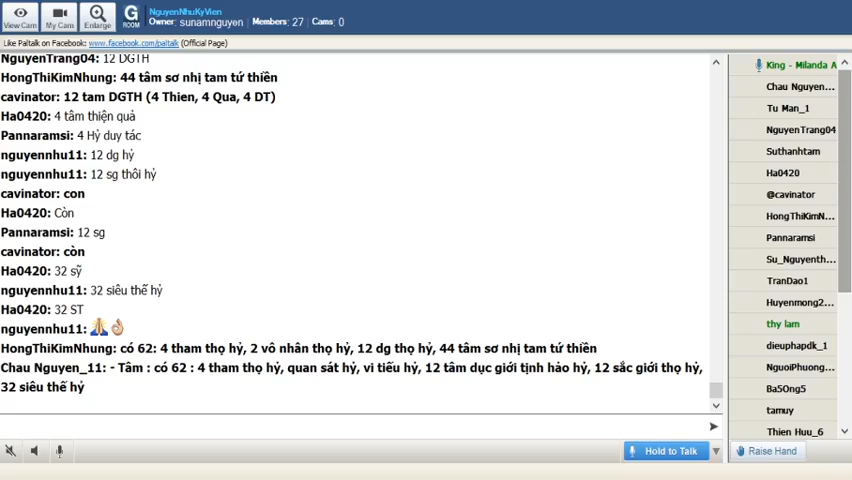 NguyenNhuKyVien
Owner: sunamnguyen Members: 27 Cams: 0
View Cam
My Cam
Enlarge
G
ROOM
Like Paltalk on Facebook: www.facebook.com/paltalk (Official Page)
NguyenTrang04: 12 DGTH
HongThiKimNhung: 44 tâm sơ nhị tam tứ thiền
cavinator: 12 tam DGTH (4 Thien, 4 Qua, 4 DT)
Ha0420: 4 tâm thiện quả
Pannaramsi: 4 Hỷ duy tác
nguyennhu11: 12 dg hỷ
nguyennhu11: 12 sg thôi hỷ
cavinator: con
Ha0420: Còn
Pannaramsi: 12 sg
cavinator: còn
Ha0420: 32 sỹ
nguyennhu11: 32 siêu thế hỷ
Ha0420: 32 ST
nguyennhu11:
HongThiKimNhung: có 62: 4 tham thọ hỷ, 2 vô nhân thọ hỷ, 12 dg thọ hỷ, 44 tâm sơ nhị tam tứ thiền
Chau Nguyen_11: - Tâm : có 62 : 4 tham thọ hỷ, quan sát hỷ, vi tiếu hỷ, 12 tâm dục giới tịnh hảo hỷ, 12 sắc giới thọ hỷ,
32 siêu thế hỷ
King - Milanda A
Chau Nguyen...
Tu Man_1
NguyenTrang04
Suthanhtam
Ha0420
@cavinator
HongThiKimN...
Pannaramsi
Su_Nguyenth...
TranDao1
Huyenmong2...
thy lam
dieuphapdk_1
NguoiPhuong...
Ba5Ong5
tamuy
Thien Huu_6
Hold to Talk
Raise Hand